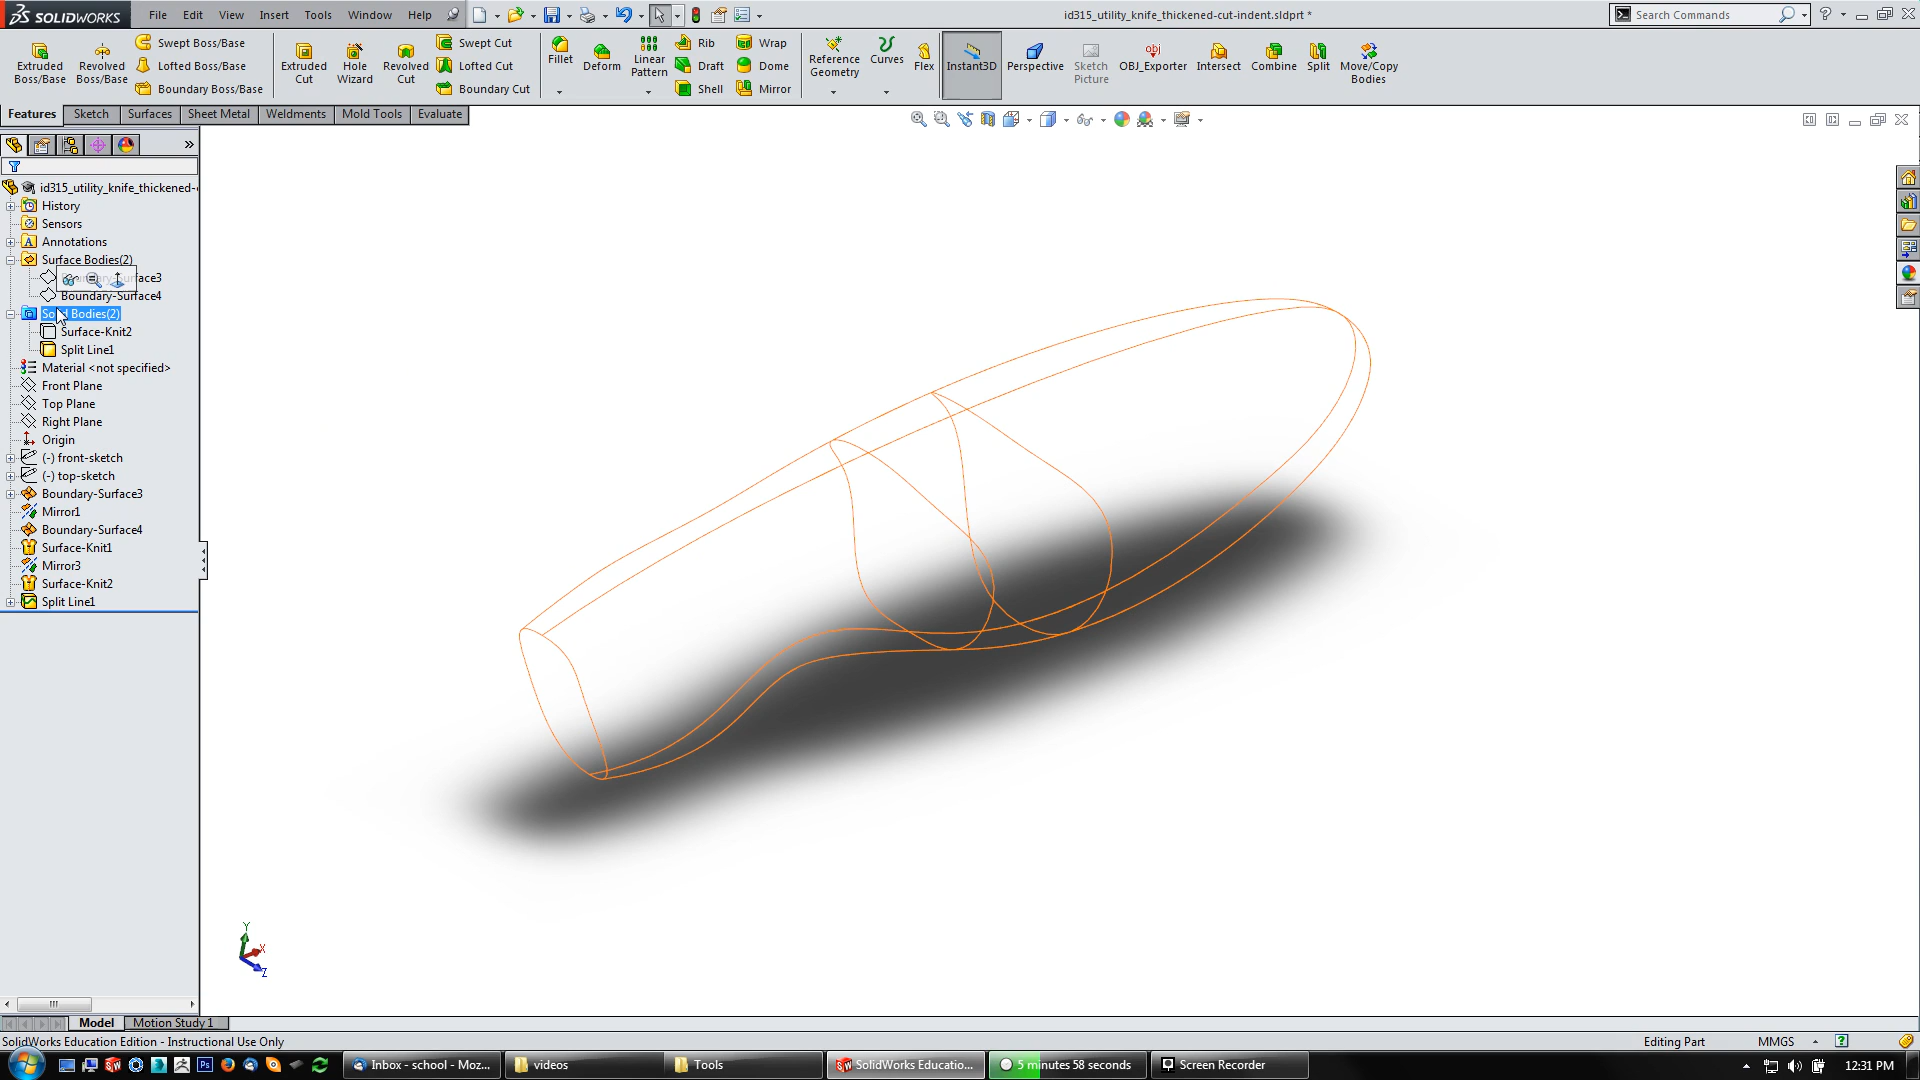 SOLIDWORKS File Edit View Insert Tools Window Help id315_utility_knife_thickened-cut-indent.sldprt * Search Commands
Extruded Boss/Base
Revolved Boss/Base
Swept Boss/Base
Lofted Boss/Base
Boundary Boss/Base
Extruded Cut
Hole Wizard
Revolved Cut
Swept Cut
Lofted Cut
Boundary Cut
Fillet
Deform
Linear Pattern
Rib
Draft
Shell
Wrap
Dome
Mirror
Reference Geometry
Curves
Flex
Instant3D
Perspective
Sketch Picture
OBJ_Exporter
Intersect
Combine
Split
Move/Copy Bodies
Features Sketch Surfaces Sheet Metal Weldments Mold Tools Evaluate
id315_utility_knife_thickened-
History
Sensors
Annotations
Surface Bodies(2)
face3
Boundary-Surface4
Bodies(2)
Surface-Knit2
Split Line1
Material <not specified>
Front Plane
Top Plane
Right Plane
Origin
(-) front-sketch
(-) top-sketch
Boundary-Surface3
Mirror1
Boundary-Surface4
Surface-Knit1
Mirror3
Surface-Knit2
Split Line1
Y
X
Z
Model Motion Study 1
SolidWorks Education Edition - Instructional Use Only Editing Part MMGS
Inbox - school - Moz... videos Tools SolidWorks Educatio... 5 minutes 58 seconds Screen Recorder 12:31 PM